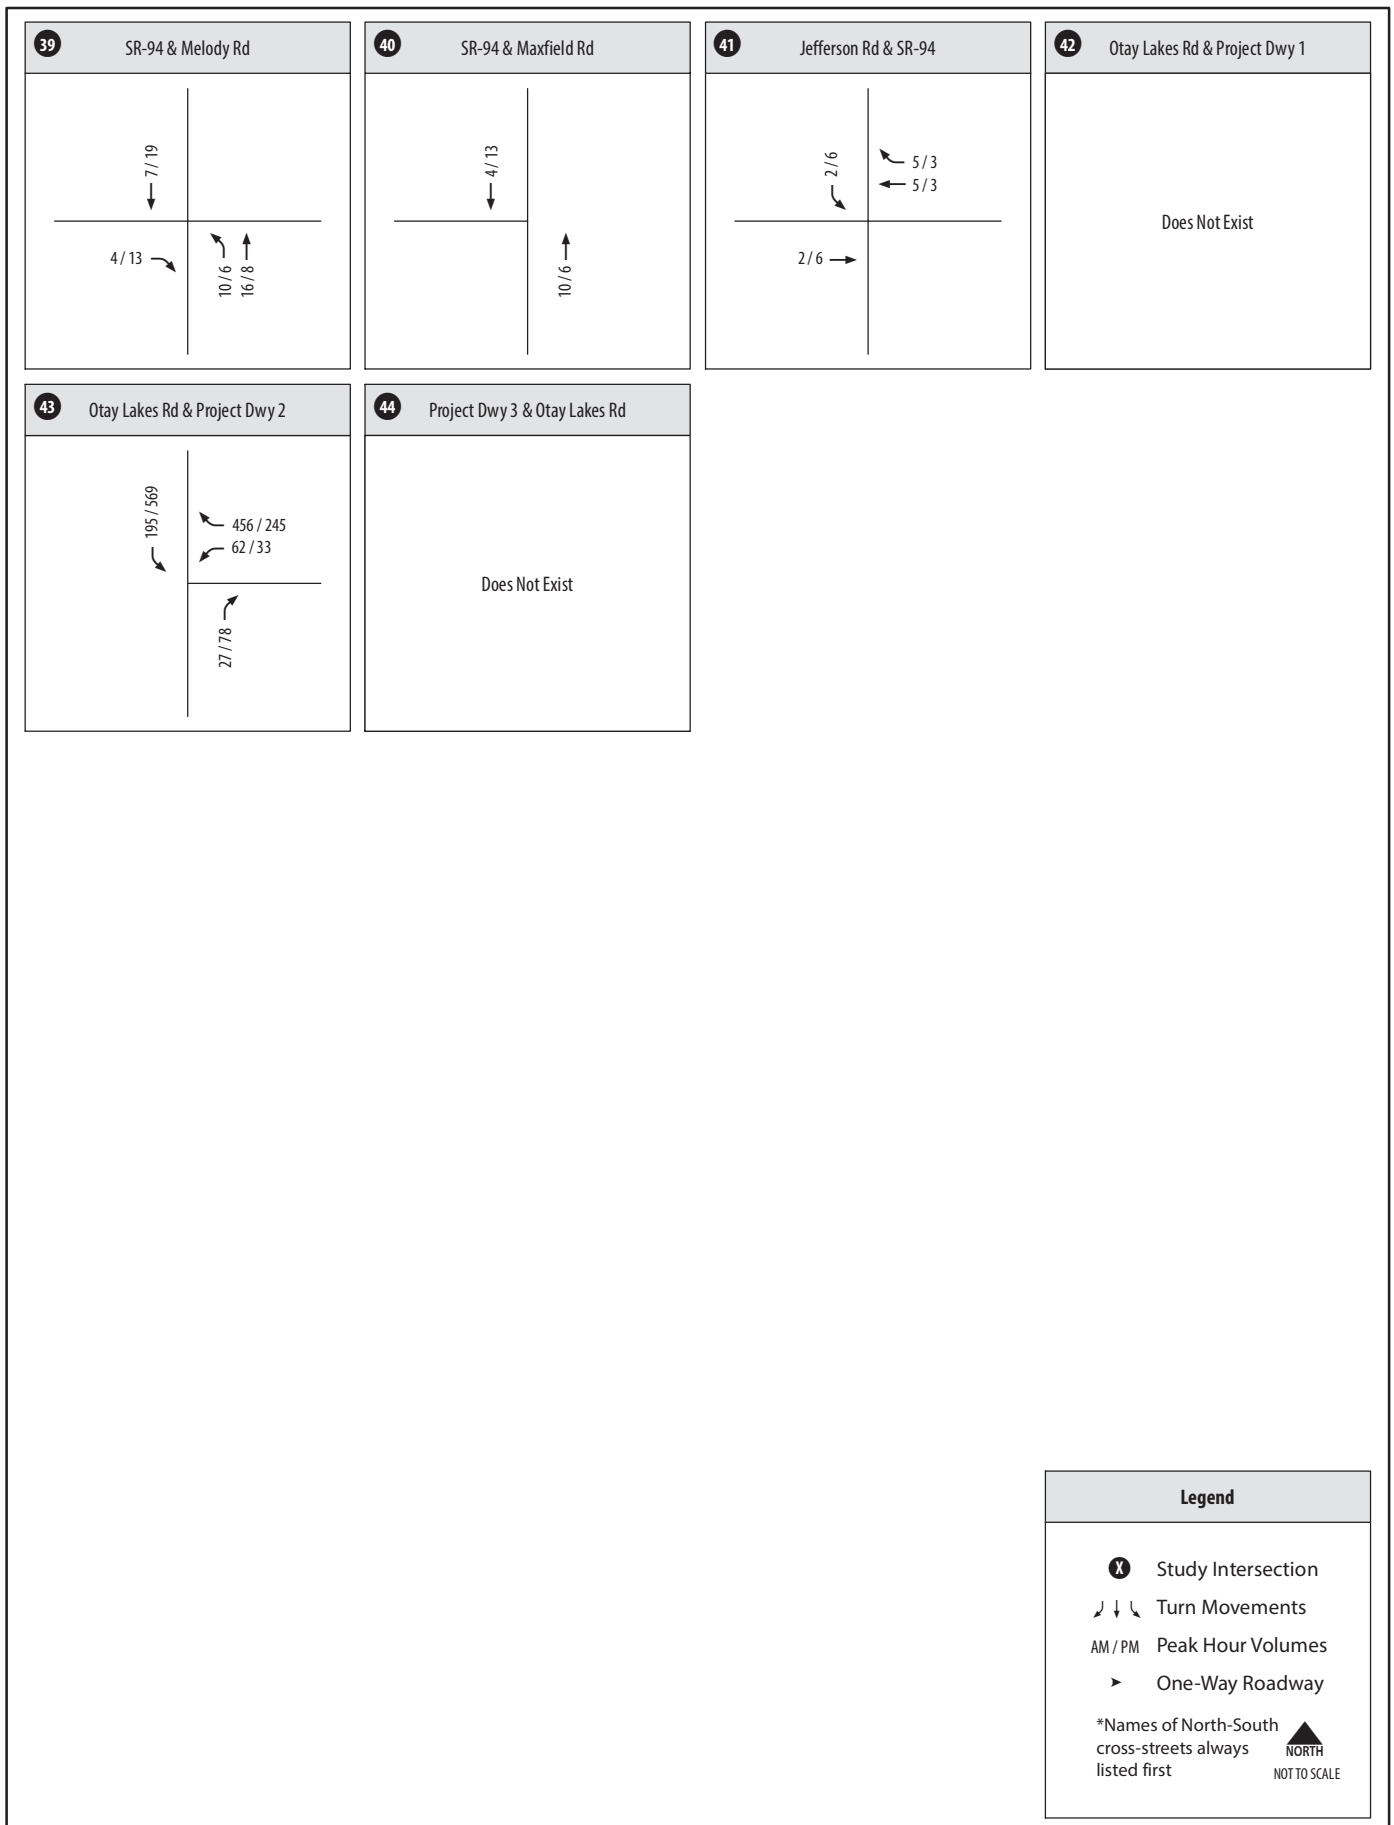 39 SR-94 & Melody Rd
7 / 19
4 / 13
10 / 6
16 / 8
40 SR-94 & Maxfield Rd
4 / 13
10 / 6
41 Jefferson Rd & SR-94
2 / 6
5 / 3
5 / 3
2 / 6
42 Otay Lakes Rd & Project Dwy 1
Does Not Exist
43 Otay Lakes Rd & Project Dwy 2
195 / 569
456 / 245
62 / 33
27 / 78
44 Project Dwy 3 & Otay Lakes Rd
Does Not Exist
Legend
X Study Intersection
Turn Movements
AM / PM Peak Hour Volumes
One-Way Roadway
*Names of North-South
cross-streets always
listed first
NORTH
NOT TO SCALE